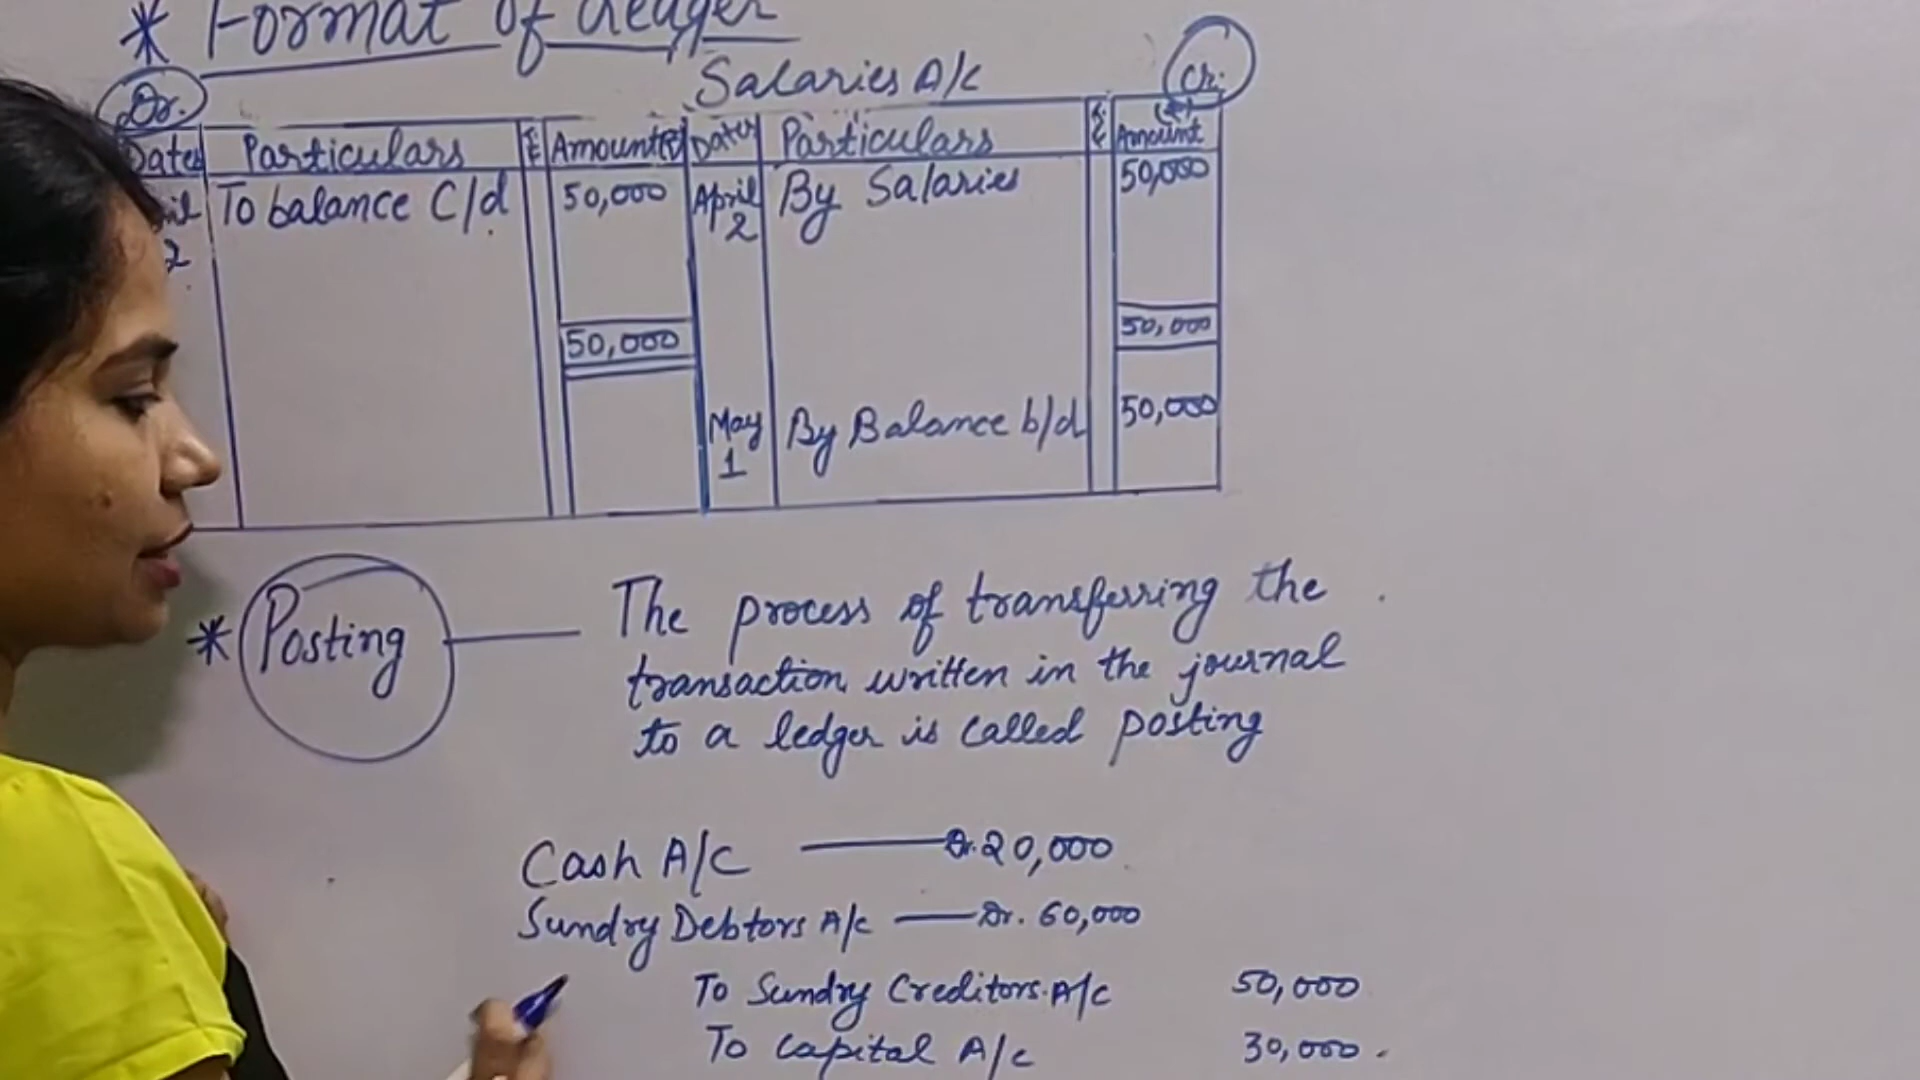 * Format of Ledger
Dr. Salaries A/c Cr.
Date Particulars Amount(₹) Date Particulars Amount (₹)
2 To balance C/d 50,000 April 2 By Salaries 50,000
50,000 50,000
May 1 By Balance b/d 50,000
* Posting — The process of transferring the
transaction written in the journal
to a ledger is called posting
Cash A/C — Dr. 20,000
Sundry Debtors A/c — Dr. 60,000
To Sundry Creditors A/c 50,000
To Capital A/c 30,000